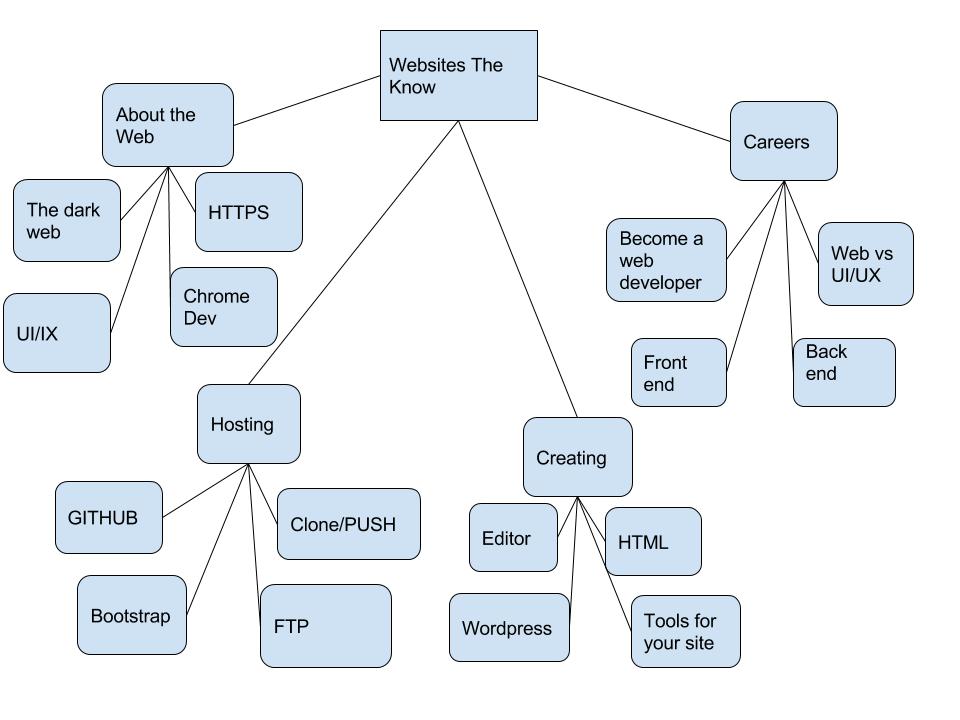 Websites The
Know
About the
Web
Careers
The dark
web
HTTPS
UI/IX
Chrome
Dev
Become a
web
developer
Web vs
UI/UX
Front
end
Back
end
Hosting
GITHUB
Clone/PUSH
Bootstrap
FTP
Creating
Editor
HTML
Wordpress
Tools for
your site